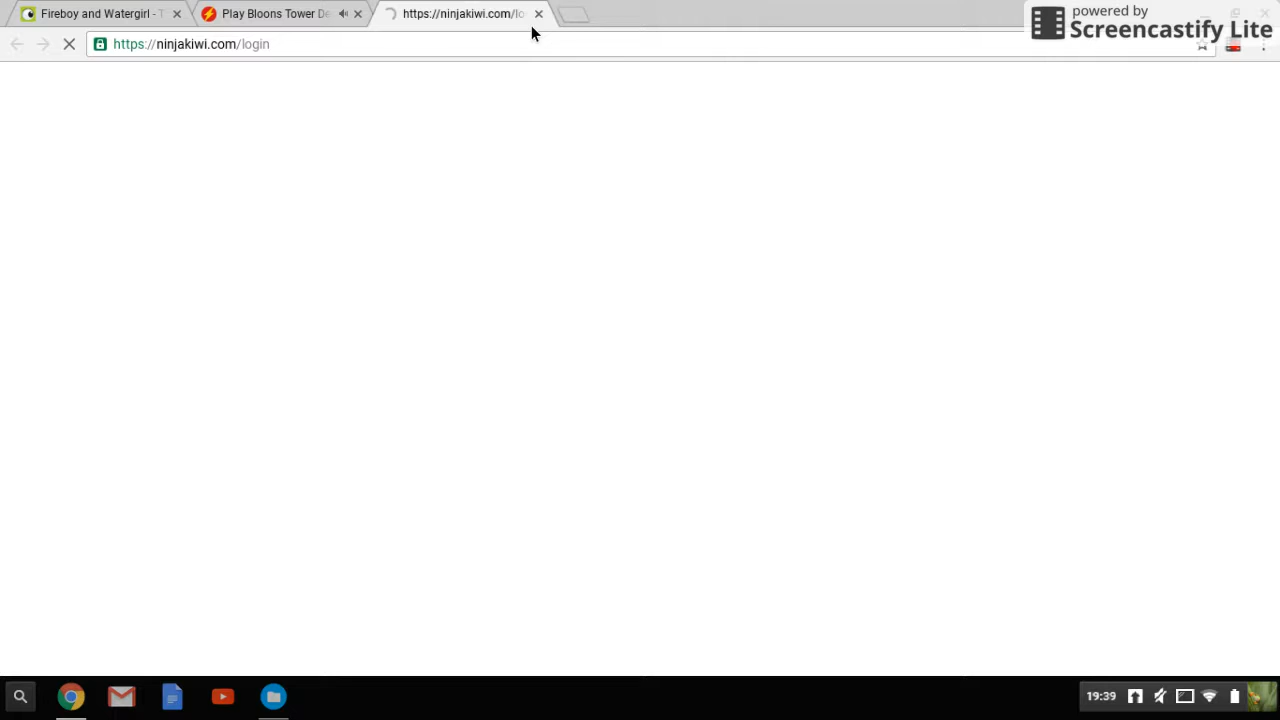 Fireboy and Watergirl - T
Play Bloons Tower De
https://ninjakiwi.com/lo
powered by
Screencastify Lite
https://ninjakiwi.com/login
19:39